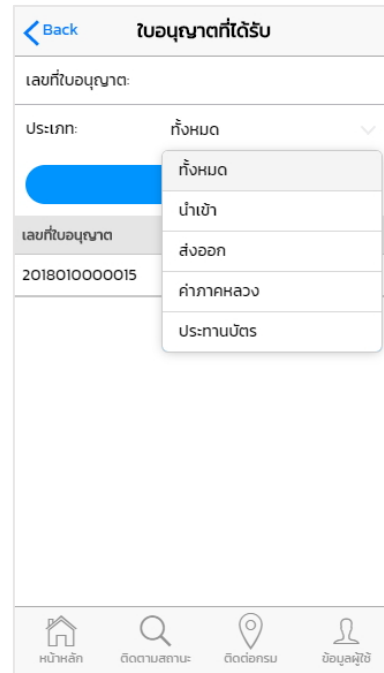 Back
ใบอนุญาตที่ได้รับ
เลขที่ใบอนุญาต:
ประเภท:
ทั้งหมด
ทั้งหมด
นำเข้า
ส่งออก
ค่าภาคหลวง
ประทานบัตร
เลขที่ใบอนุญาต
2018010000015
หน้าหลัก
ติดตามสถานะ
ติดต่อกรม
ข้อมูลผู้ใช้